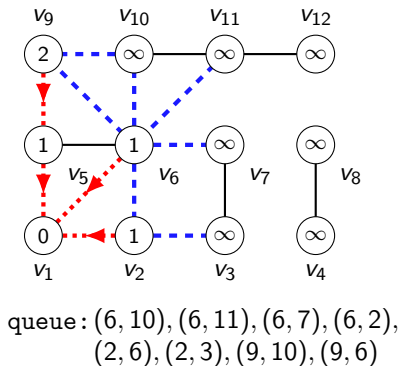 v₉ v₁₀ v₁₁ v₁₂
2 ∞ ∞ ∞
1 1 ∞ ∞
v₅ v₆ v₇ v₈
0 1 ∞ ∞
v₁ v₂ v₃ v₄
queue: (6, 10), (6, 11), (6, 7), (6, 2),
(2, 6), (2, 3), (9, 10), (9, 6)